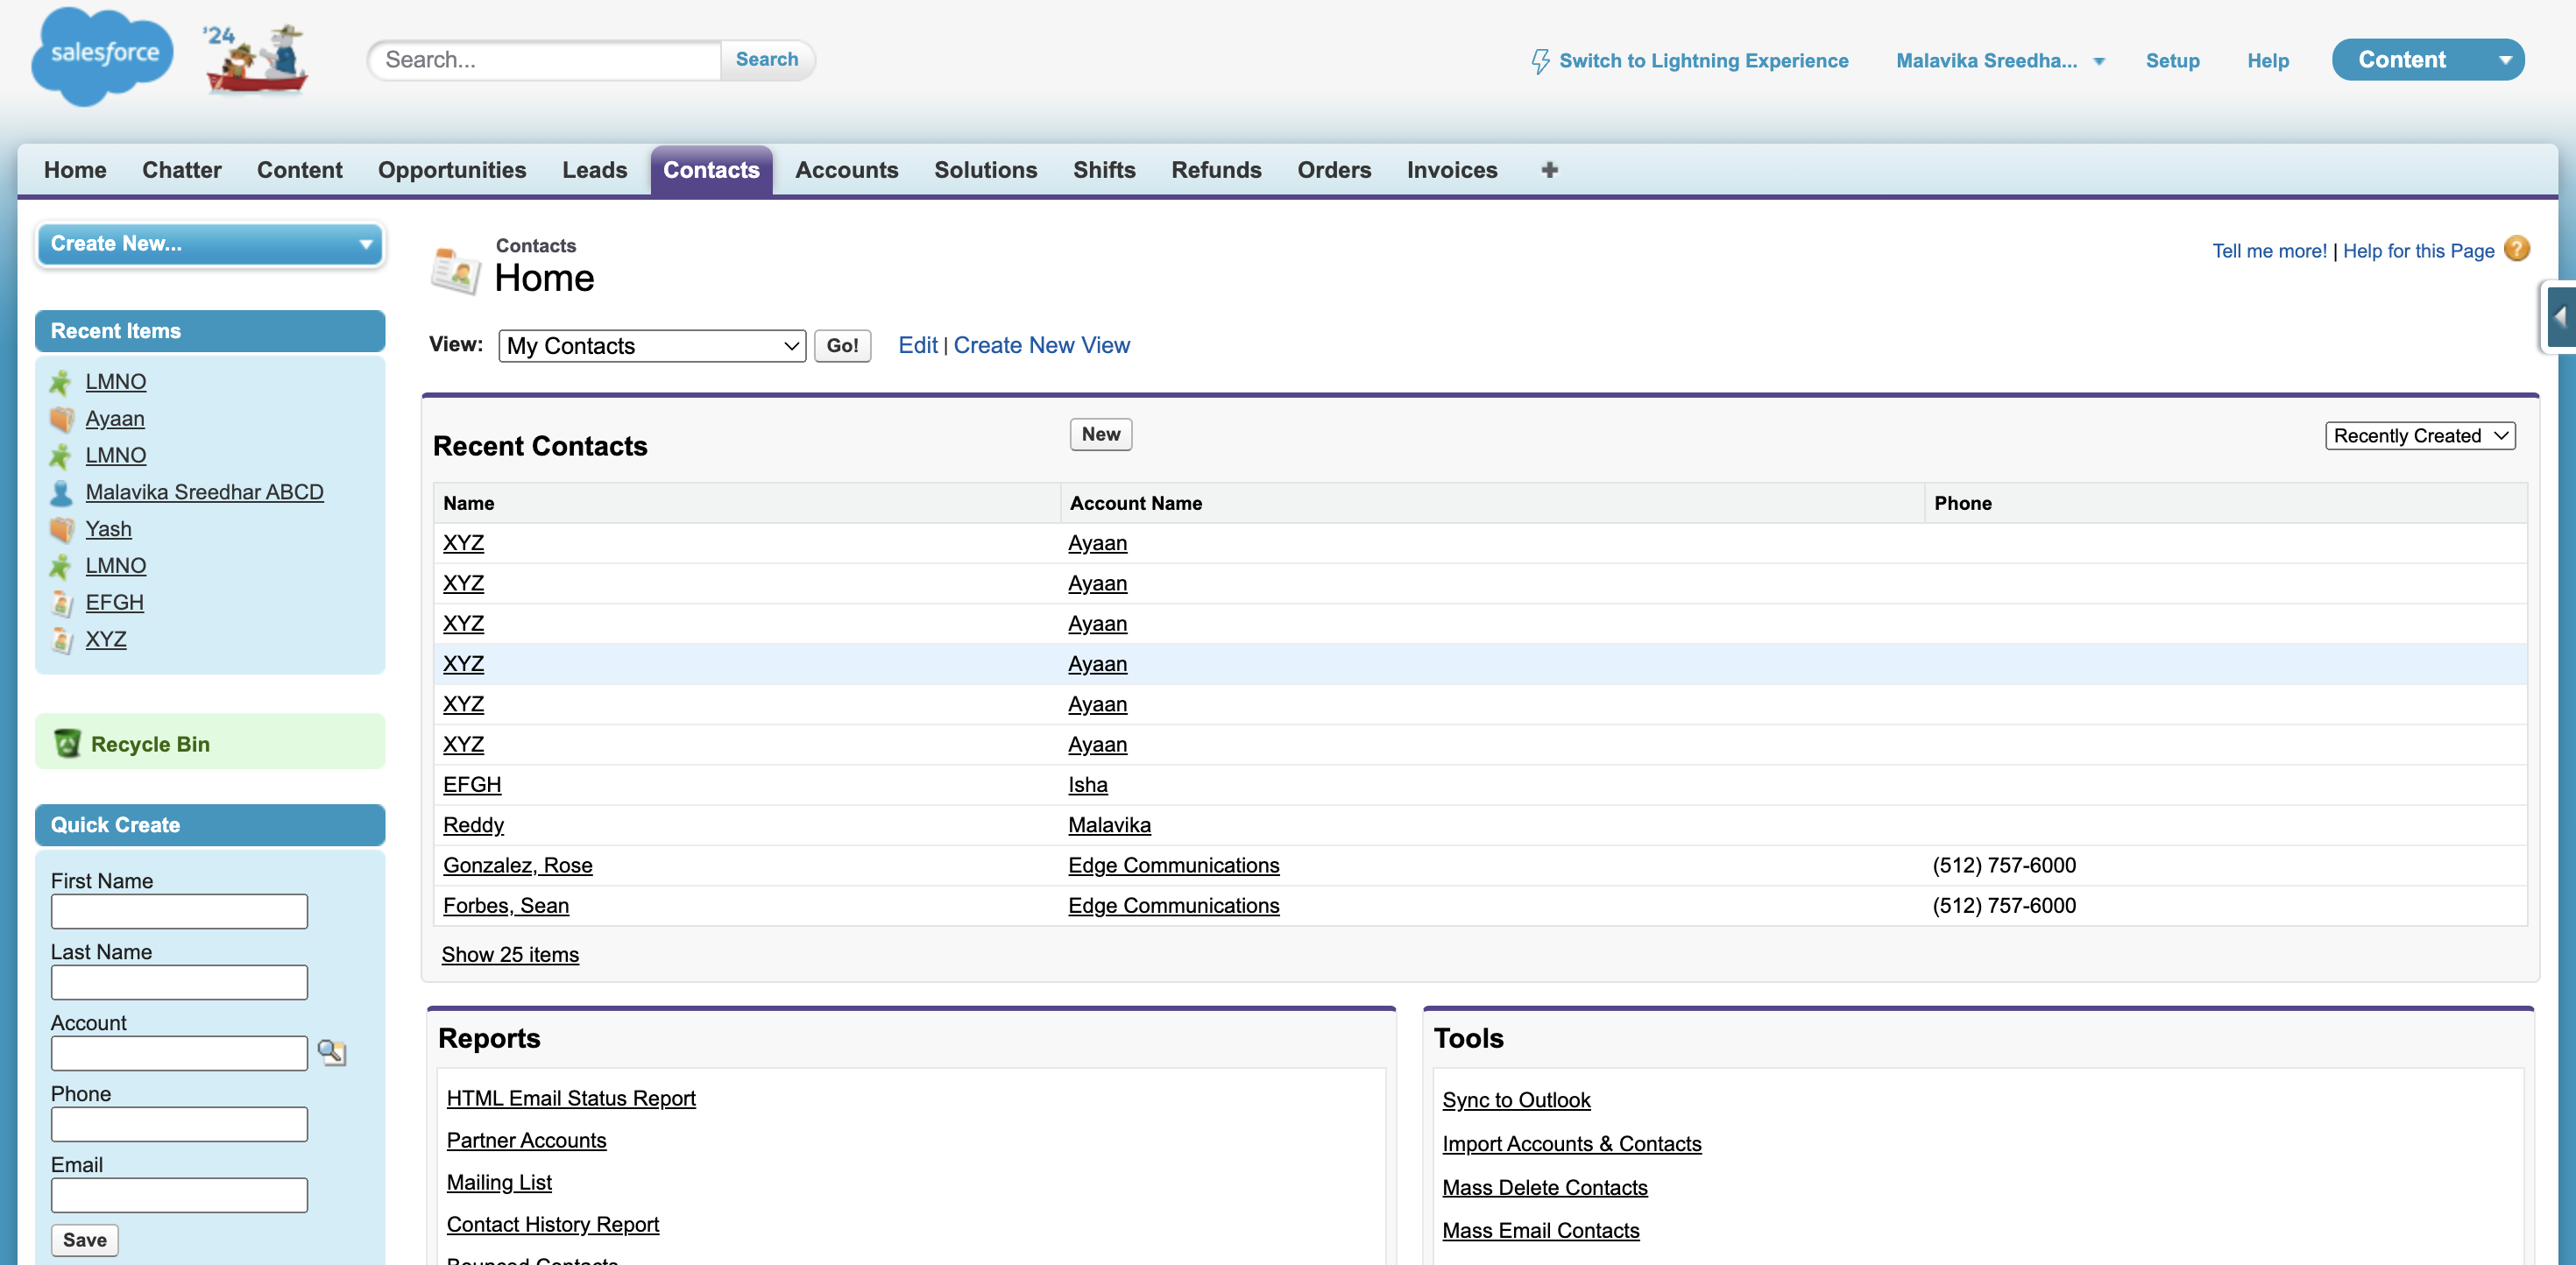 salesforce
'24
Search...
Search
Switch to Lightning Experience
Malavika Sreedha...
Setup
Help
Content
Home
Chatter
Content
Opportunities
Leads
Contacts
Accounts
Solutions
Shifts
Refunds
Orders
Invoices
Create New...
Contacts
Home
Tell me more! | Help for this Page
View: My Contacts Go! Edit | Create New View
Recent Items
LMNO
Ayaan
LMNO
Malavika Sreedhar ABCD
Yash
LMNO
EFGH
XYZ
Recycle Bin
Quick Create
First Name
Last Name
Account
Phone
Email
Save
Recent Contacts
New
Recently Created
Name Account Name Phone
XYZ Ayaan
XYZ Ayaan
XYZ Ayaan
XYZ Ayaan
XYZ Ayaan
XYZ Ayaan
EFGH Isha
Reddy Malavika
Gonzalez, Rose Edge Communications (512) 757-6000
Forbes, Sean Edge Communications (512) 757-6000
Show 25 items
Reports
HTML Email Status Report
Partner Accounts
Mailing List
Contact History Report
Bounced Contacts
Tools
Sync to Outlook
Import Accounts & Contacts
Mass Delete Contacts
Mass Email Contacts